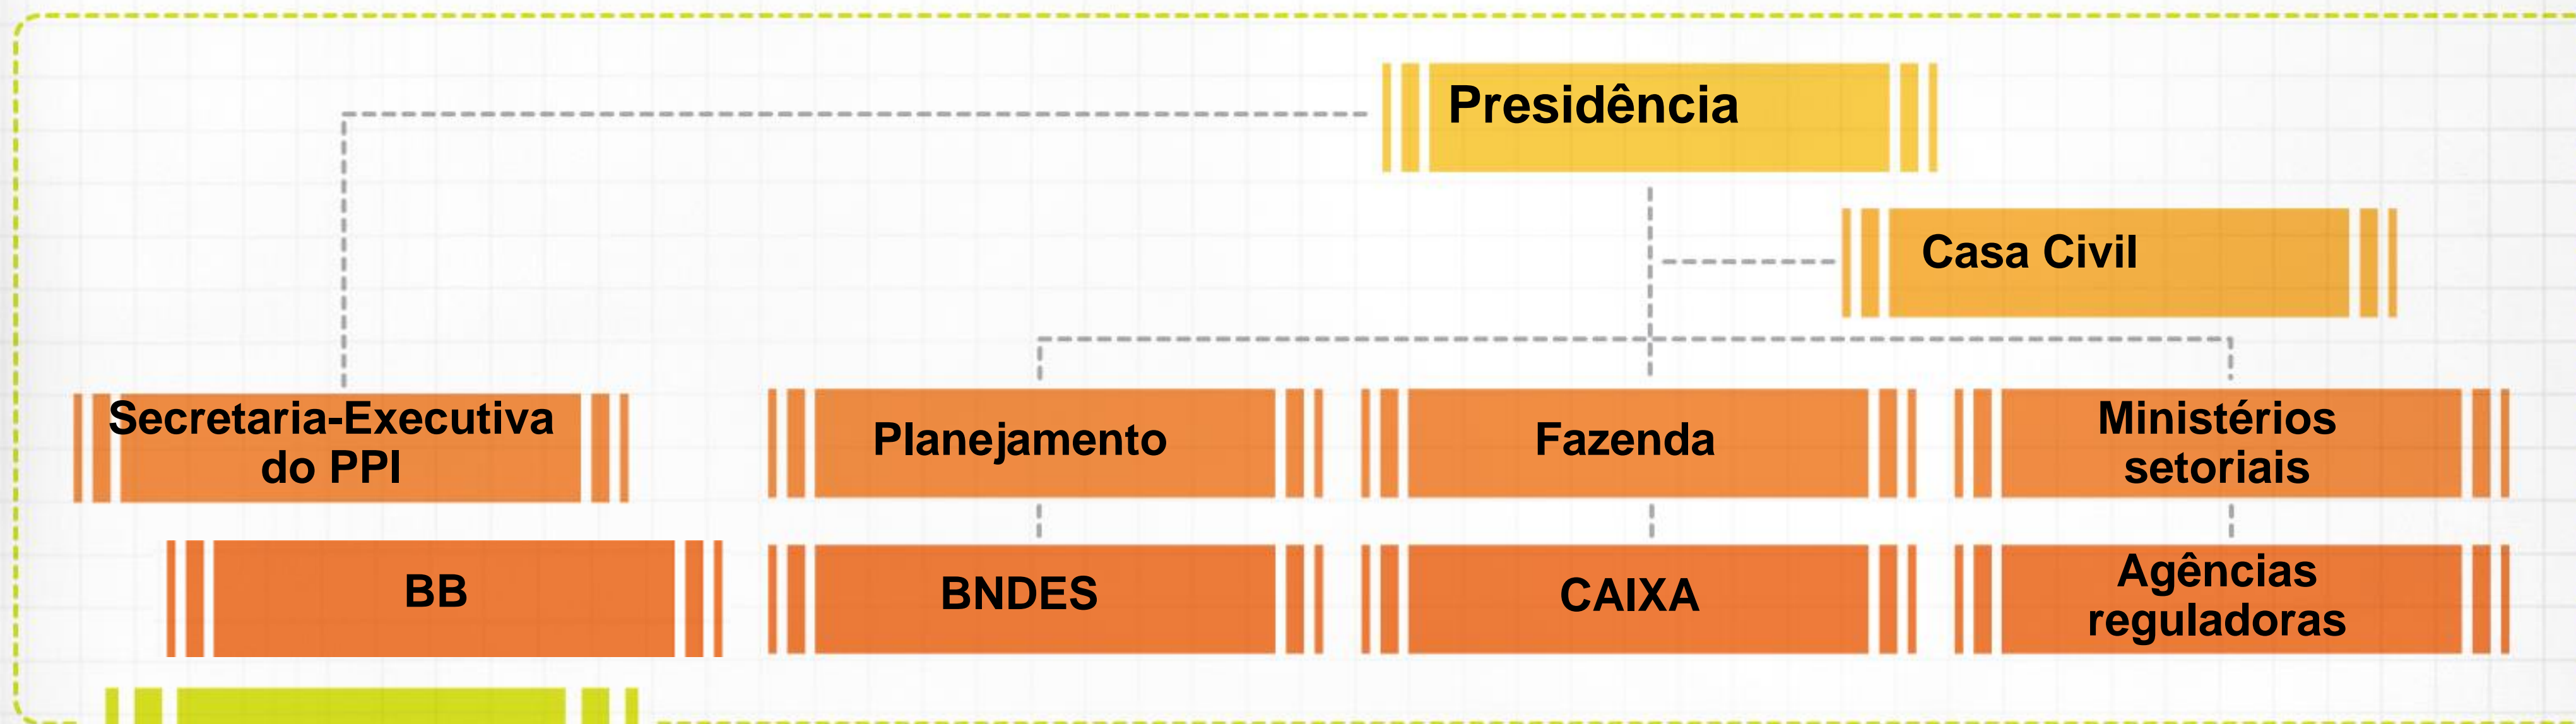 Presidência
Casa Civil
Secretaria-Executiva
do PPI
Planejamento
Fazenda
Ministérios
setoriais
BB
BNDES
CAIXA
Agências
reguladoras